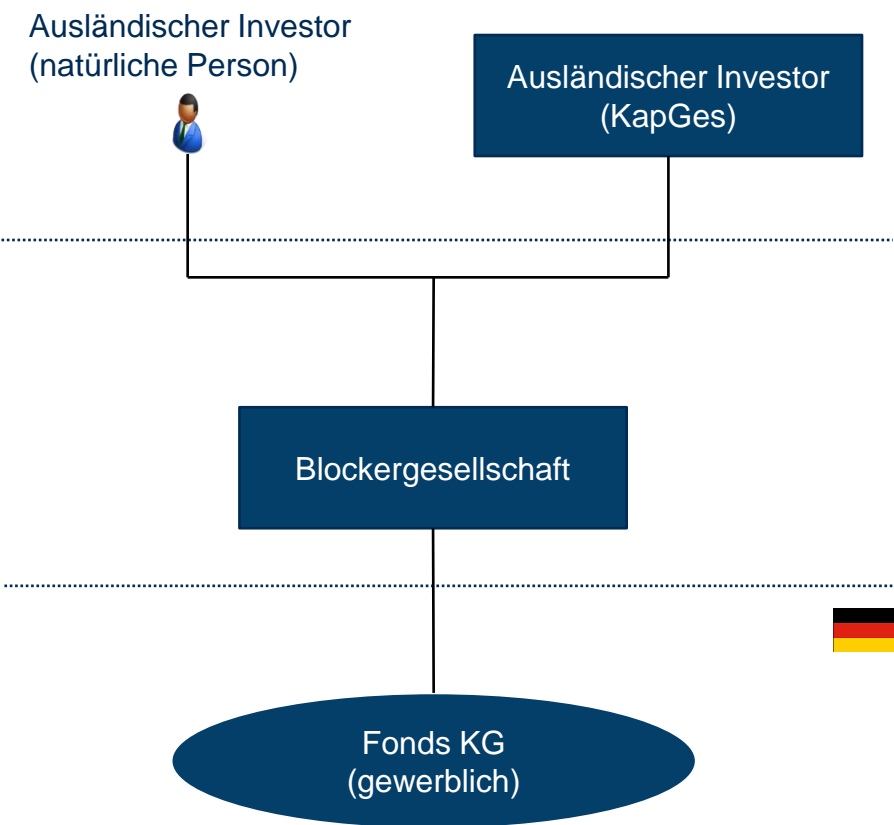 Ausländischer Investor
(natürliche Person)
Ausländischer Investor
(KapGes)
Blockergesellschaft
Fonds KG
(gewerblich)